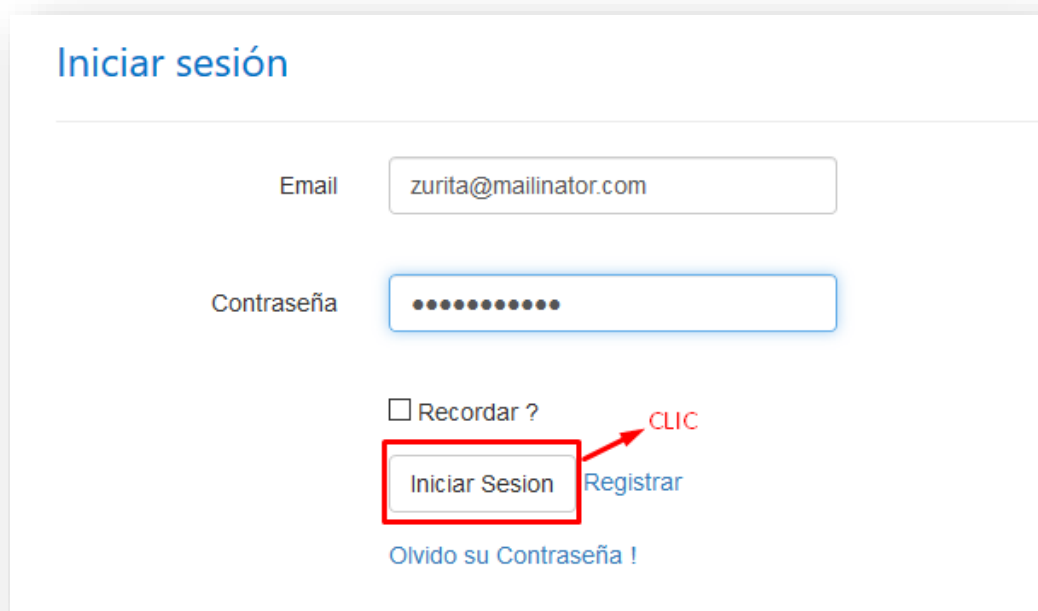 Iniciar sesión
Email zurita@mailinator.com
Contraseña •••••••••••
Recordar ?
CLIC
Iniciar Sesion Registrar
Olvido su Contraseña !